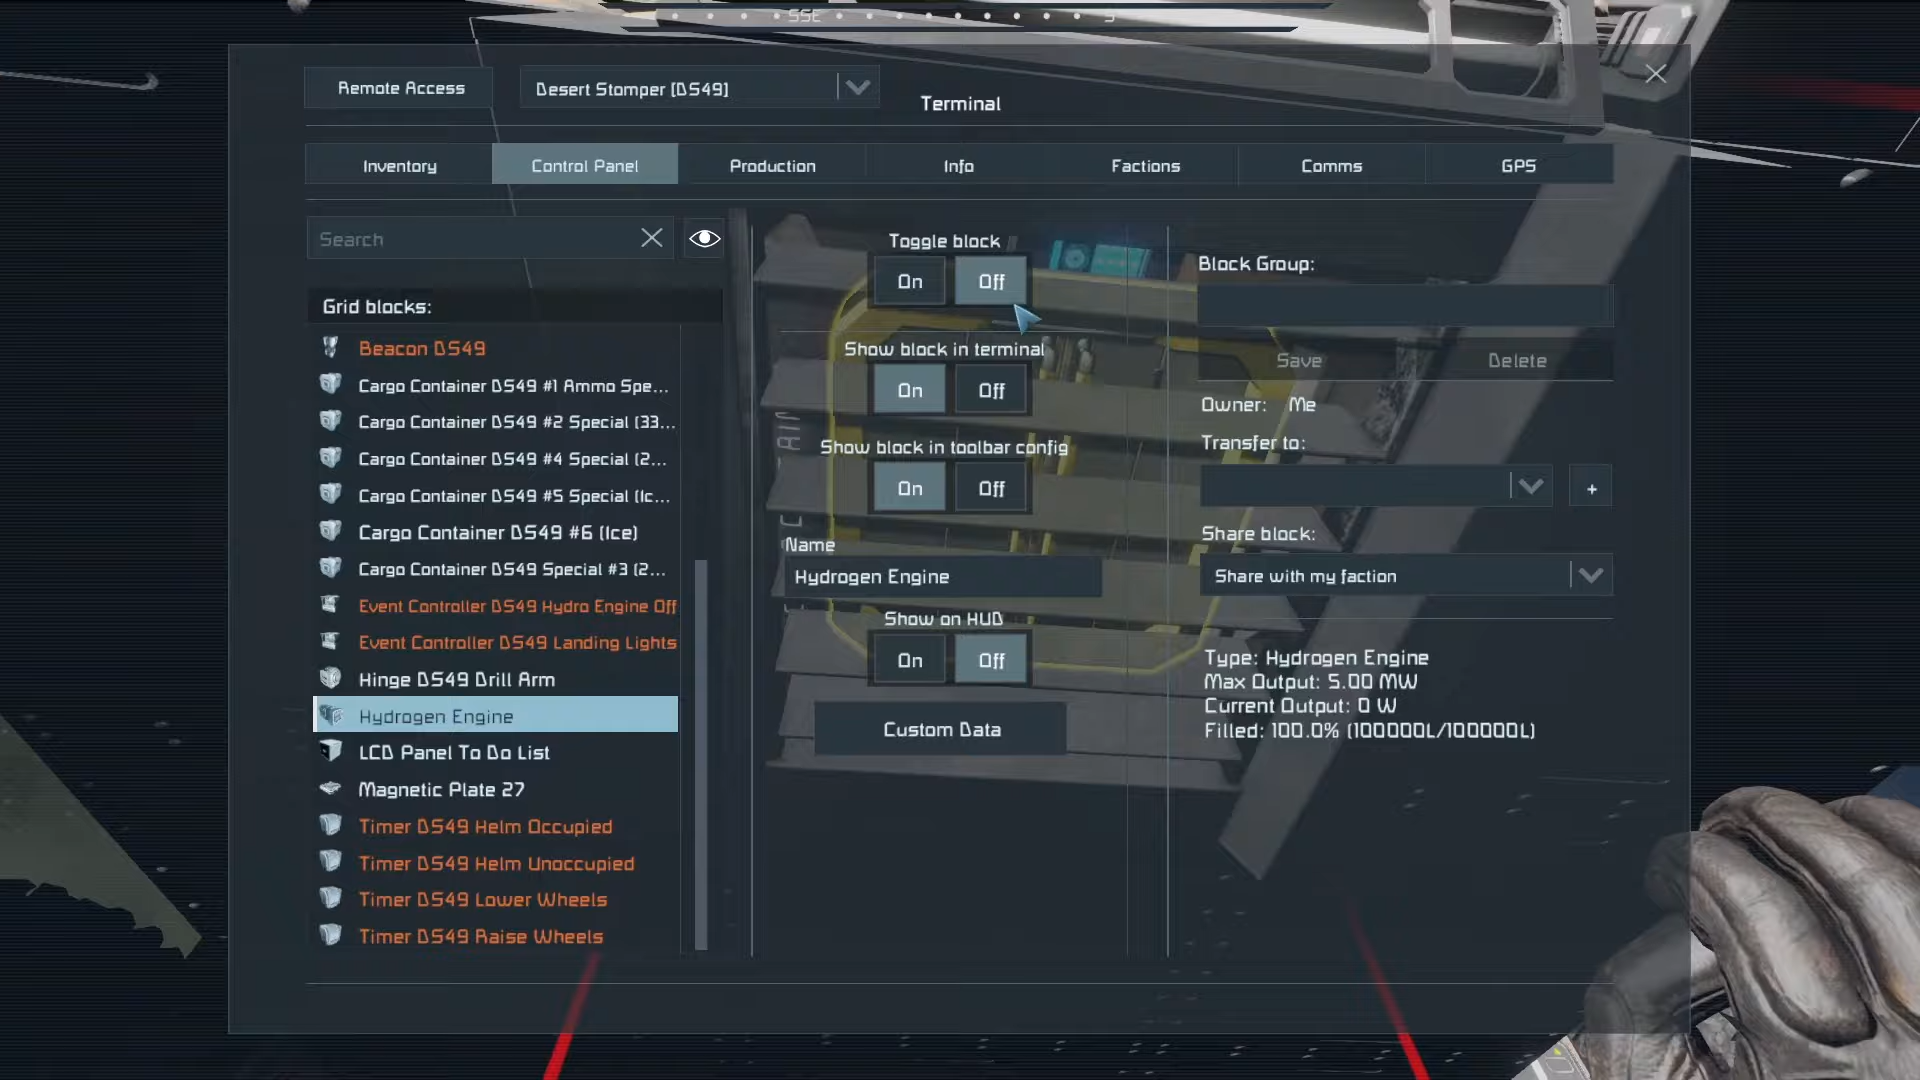 SSE
S
Remote Access
Desert Stomper [DS49]
Terminal
Inventory
Control Panel
Production
Info
Factions
Comms
GPS
Search
Grid blocks:
Beacon DS49
Cargo Container DS49 #1 Ammo Spe...
Cargo Container DS49 #2 Special (33...
Cargo Container DS49 #4 Special (2...
Cargo Container DS49 #5 Special (Ic...
Cargo Container DS49 #6 (Ice)
Cargo Container DS49 Special #3 (2...
Event Controller DS49 Hydro Engine Off
Event Controller DS49 Landing Lights
Hinge DS49 Drill Arm
Hydrogen Engine
LCD Panel To Do List
Magnetic Plate 27
Timer DS49 Helm Occupied
Timer DS49 Helm Unoccupied
Timer DS49 Lower Wheels
Timer DS49 Raise Wheels
Toggle block
On Off
Show block in terminal
On Off
Show block in toolbar config
On Off
Name
Hydrogen Engine
Show on HUD
On Off
Custom Data
Block Group:
Save
Delete
Owner: Me
Transfer to:
+
Share block:
Share with my faction
Type: Hydrogen Engine
Max Output: 5.00 MW
Current Output: 0 W
Filled: 100.0% (100000L/100000L)